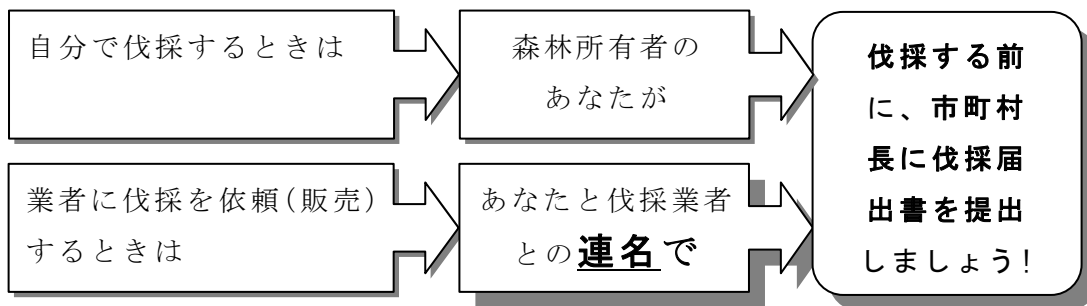 自分で伐採するときは
森林所有者の
あなたが
業者に伐採を依頼(販売)
するときは
あなたと伐採業者
との連名で
伐採する前
に、市町村
長に伐採届
出書を提出
しましょう!